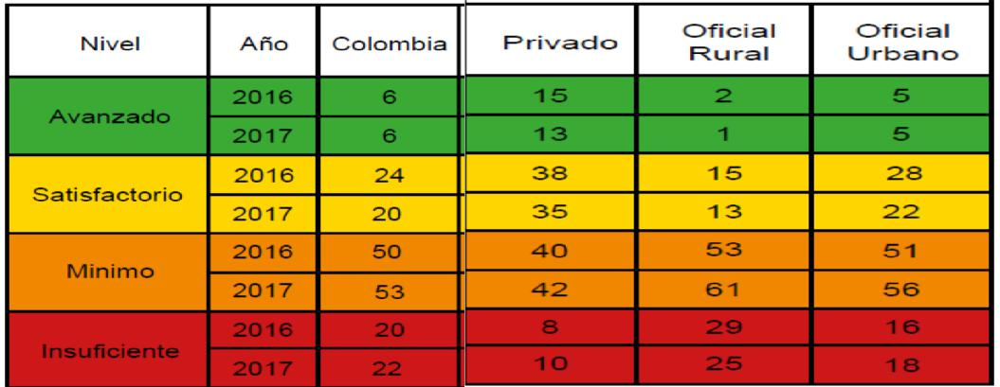 Nivel Año Colombia Privado Oficial Rural Oficial Urbano
Avanzado 2016 6 15 2 5
2017 6 13 1 5
Satisfactorio 2016 24 38 15 28
2017 20 35 13 22
Minimo 2016 50 40 53 51
2017 53 42 61 56
Insuficiente 2016 20 8 29 16
2017 22 10 25 18